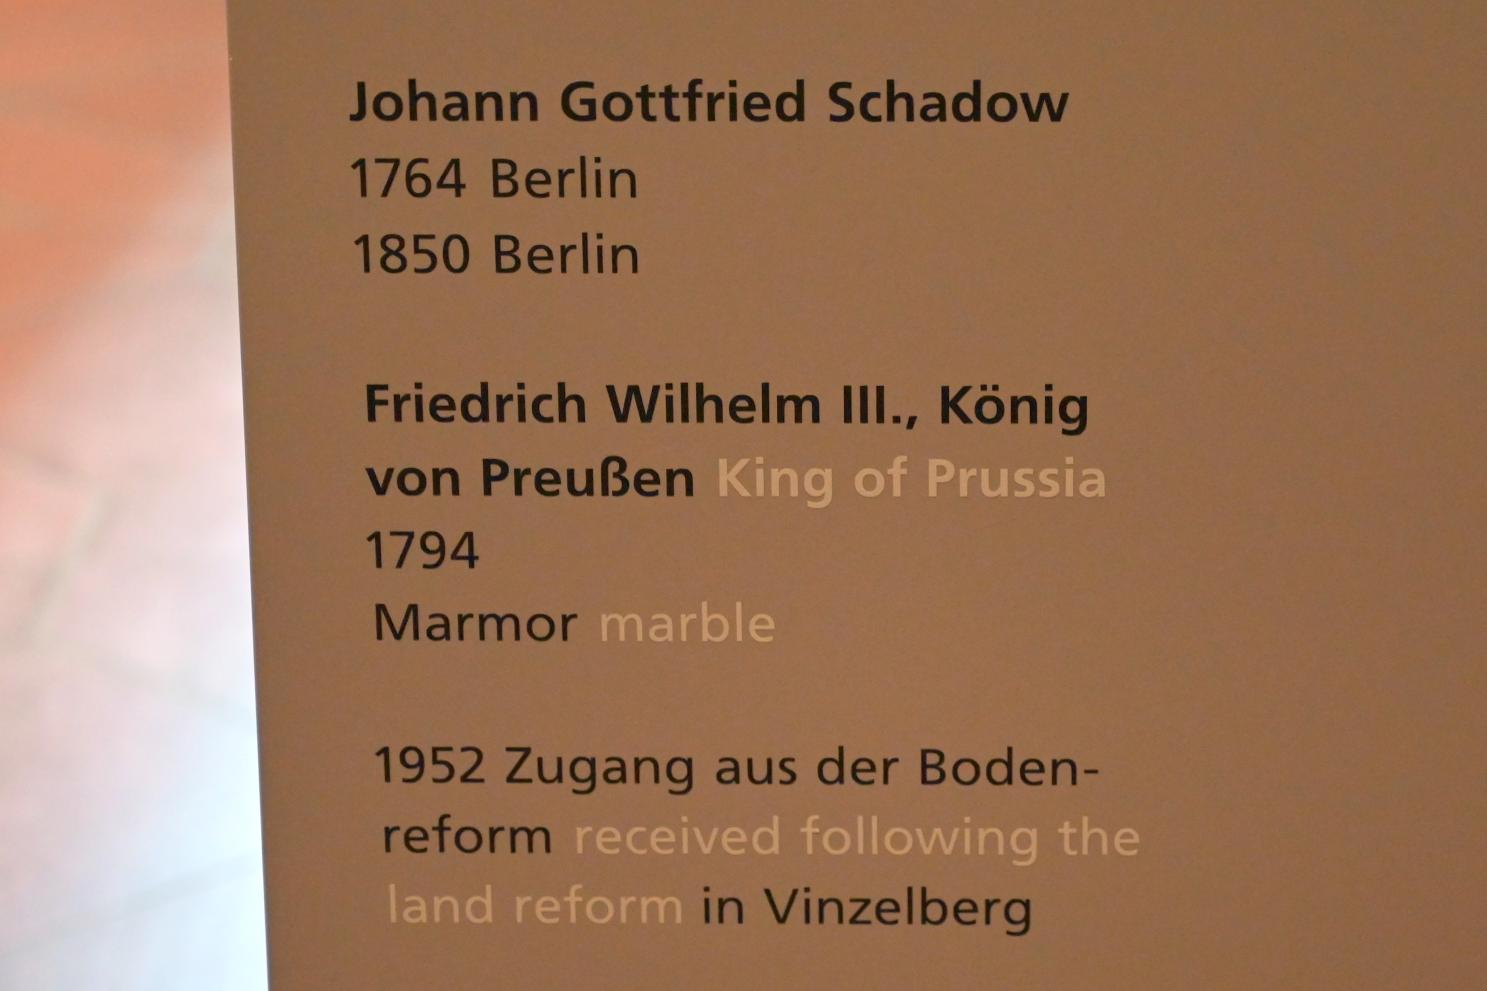 Johann Gottfried Schadow
1764 Berlin
1850 Berlin
Friedrich Wilhelm III., König
von Preußen King of Prussia
1794
Marmor marble
1952 Zugang aus der Boden-
reform received following the
land reform in Vinzelberg